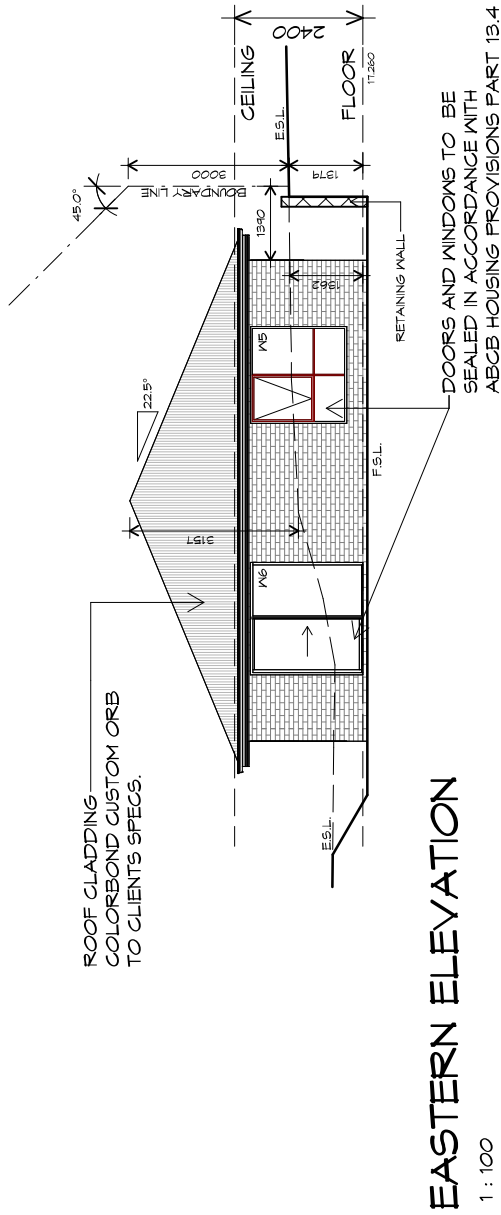 ROOF CLADDING
COLORBOND CUSTOM ORB
TO CLIENTS SPECS.
22.5°
45.0°
3157
BOUNDARY LINE
3000
2400
CEILING
E.S.L.
1390
1379
1362
W6
W5
FLOOR
17.260
E.S.L.
F.S.L.
RETAINING WALL
DOORS AND WINDOWS TO BE
SEALED IN ACCORDANCE WITH
ABCB HOUSING PROVISIONS PART 13.4
EASTERN ELEVATION
1 : 100